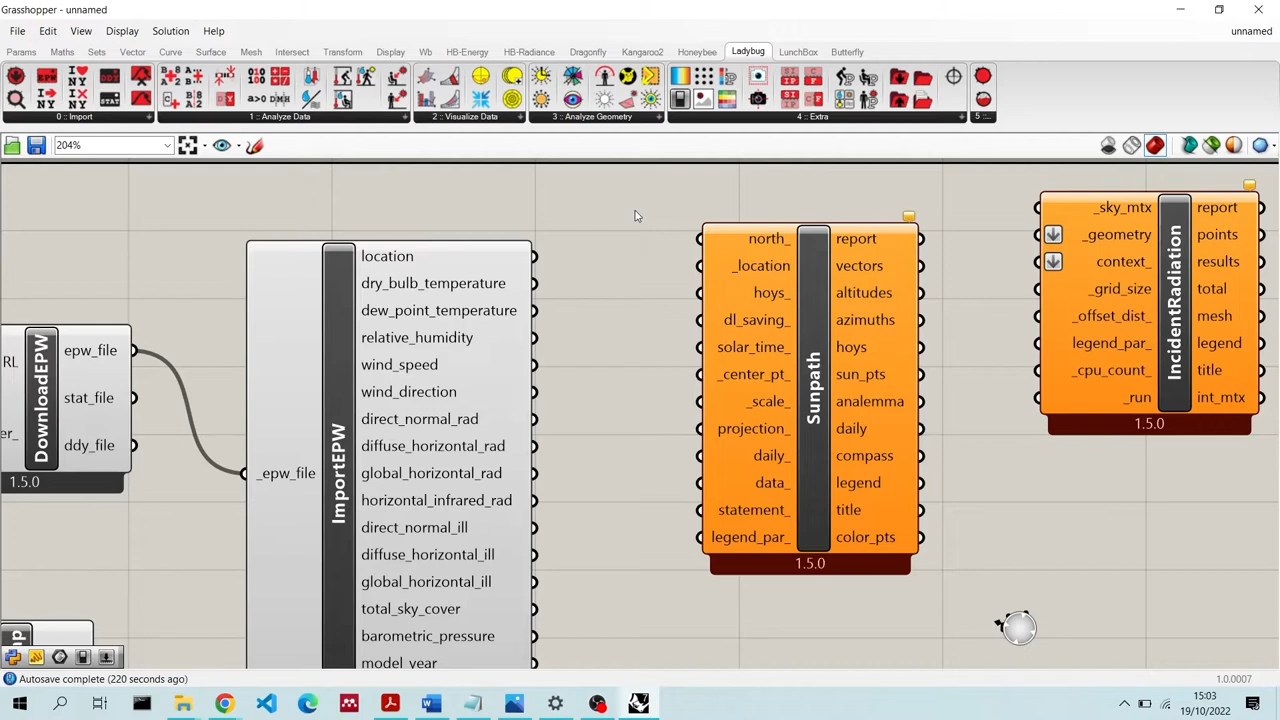 Grasshopper - unnamed
File Edit View Display Solution Help
unnamed
Params Maths Sets Vector Curve Surface Mesh Intersect Transform Display Wb HB-Energy HB-Radiance Dragonfly Kangaroo2 Honeybee Ladybug LunchBox Butterfly
0 :: Import
1 :: Analyze Data
2 :: Visualize Data
3 :: Analyze Geometry
4 :: Extra
5 ::...
204%
RL
DownloadEPW
epw_file
stat_file
er_
ddy_file
1.5.0
_epw_file
ImportEPW
location
dry_bulb_temperature
dew_point_temperature
relative_humidity
wind_speed
wind_direction
direct_normal_rad
diffuse_horizontal_rad
global_horizontal_rad
horizontal_infrared_rad
direct_normal_ill
diffuse_horizontal_ill
global_horizontal_ill
total_sky_cover
barometric_pressure
model_year
north_
_location
hoys_
dl_saving_
solar_time_
_center_pt_
_scale_
projection_
daily_
data_
statement_
legend_par_
Sunpath
report
vectors
altitudes
azimuths
hoys
sun_pts
analemma
daily
compass
legend
title
color_pts
1.5.0
_sky_mtx
_geometry
context_
_grid_size
_offset_dist_
legend_par_
_cpu_count_
_run
IncidentRadiation
report
points
results
total
mesh
legend
title
int_mtx
1.5.0
Autosave complete (220 seconds ago)
1.0.0007
15:03
19/10/2022